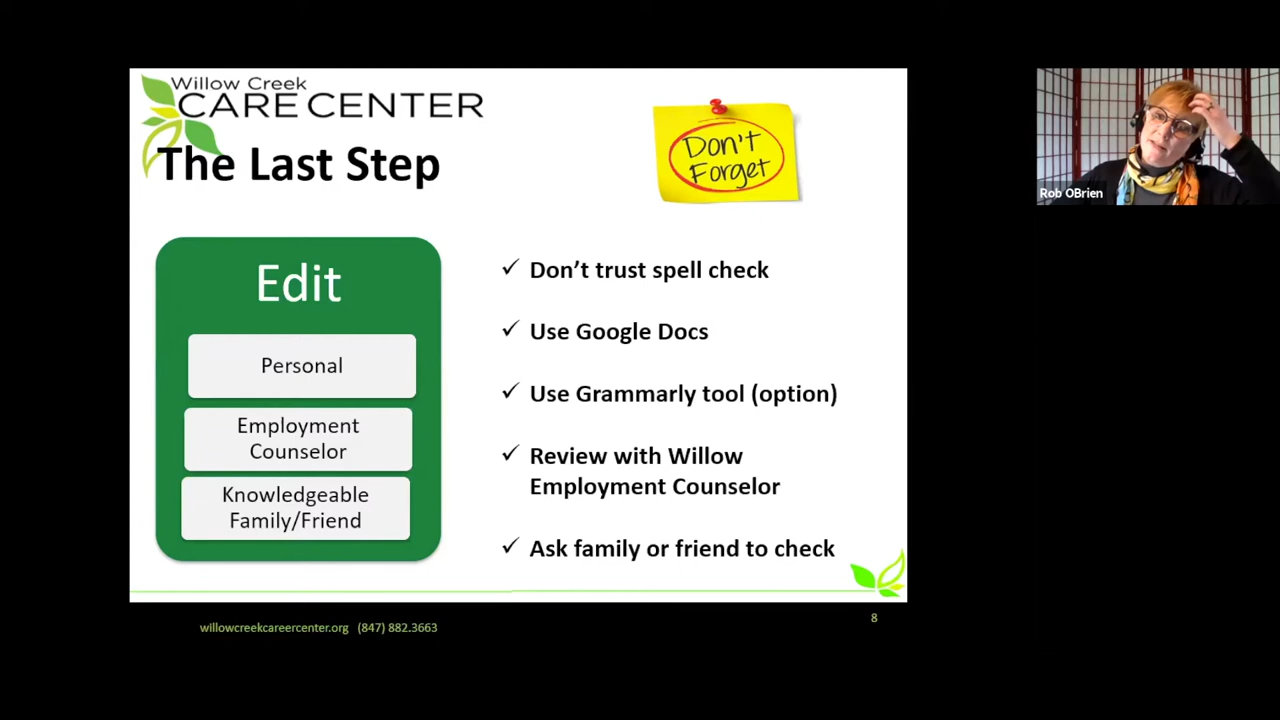 Willow Creek
CARE CENTER
The Last Step
Don't
Forget
Edit
Personal
Employment
Counselor
Knowledgeable
Family/Friend
Don't trust spell check
Use Google Docs
Use Grammarly tool (option)
Review with Willow
Employment Counselor
Ask family or friend to check
willowcreekcareercenter.org (847) 882.3663
8
Rob OBrien